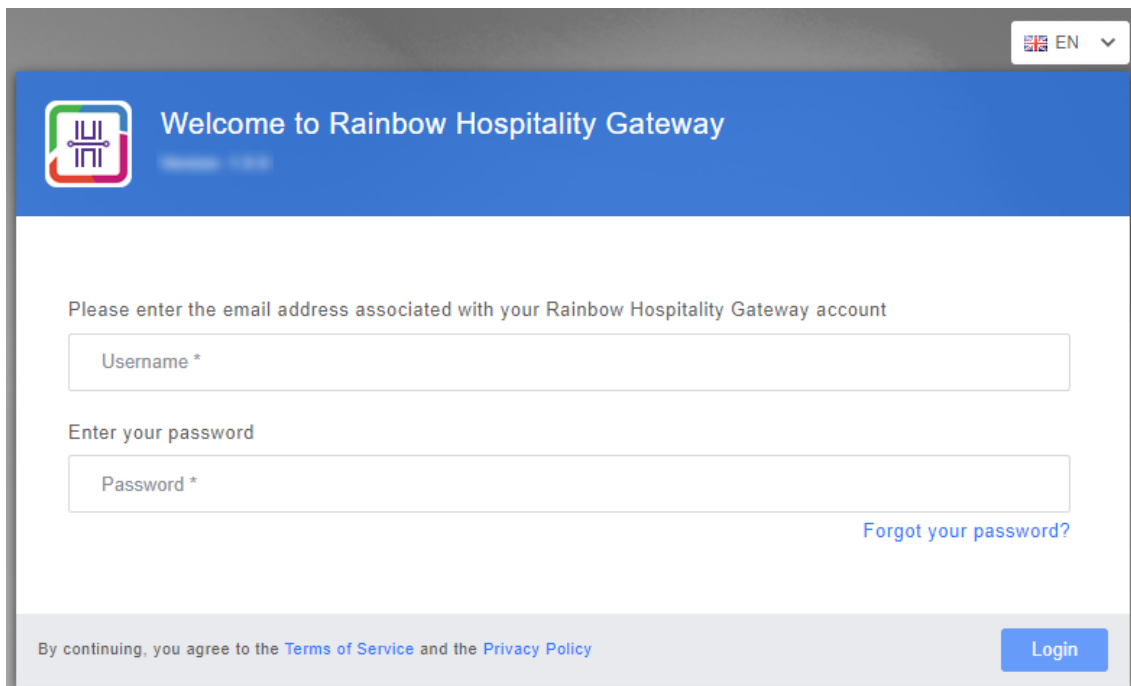 EN
Welcome to Rainbow Hospitality Gateway
Please enter the email address associated with your Rainbow Hospitality Gateway account
Username *
Enter your password
Password *
Forgot your password?
By continuing, you agree to the Terms of Service and the Privacy Policy
Login